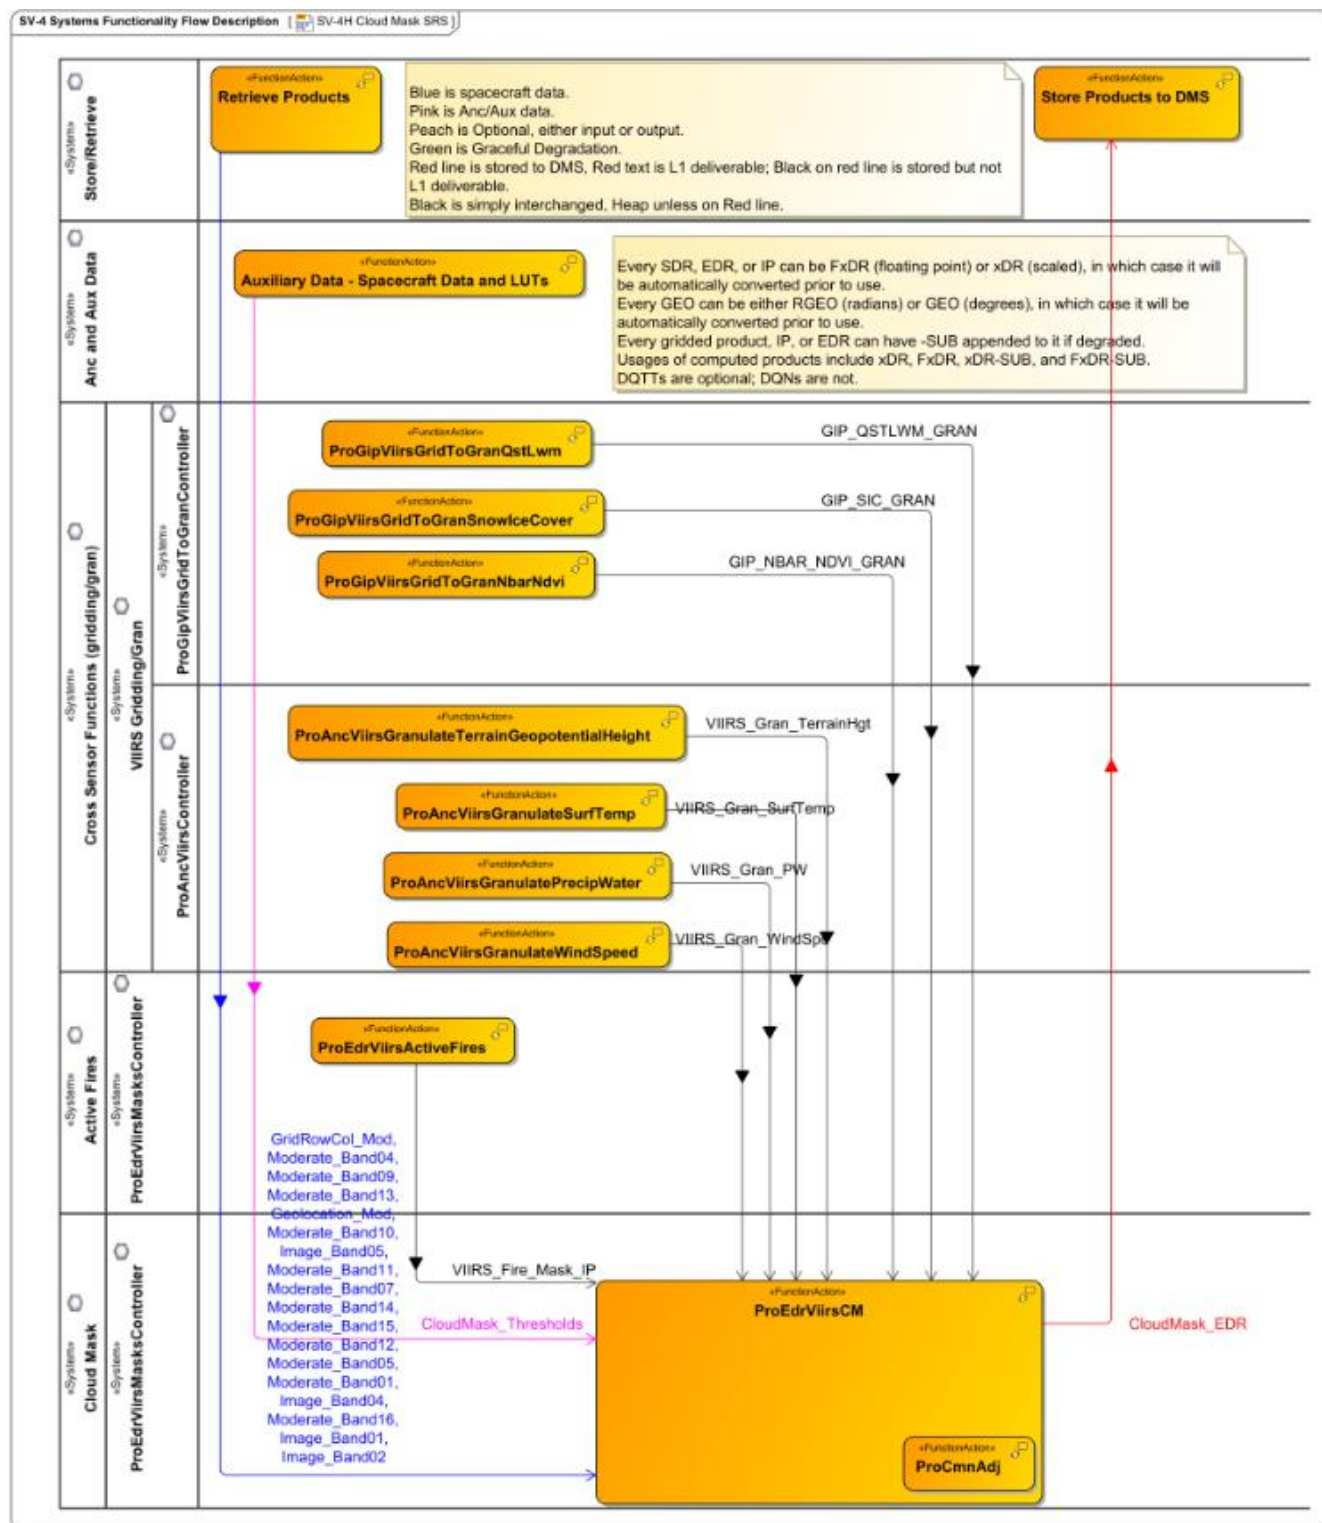 SV-4 Systems Functionality Flow Description [ SV-4H Cloud Mask SRS ]
«System»
Store/Retrieve
«FunctionAction»
Retrieve Products
Blue is spacecraft data.
Pink is Anc/Aux data.
Peach is Optional, either input or output.
Green is Graceful Degradation.
Red line is stored to DMS, Red text is L1 deliverable; Black on red line is stored but not
L1 deliverable.
Black is simply interchanged, Heap unless on Red line.
«FunctionAction»
Store Products to DMS
«System»
Anc and Aux Data
«FunctionAction»
Auxiliary Data - Spacecraft Data and LUTs
Every SDR, EDR, or IP can be FxDR (floating point) or xDR (scaled), in which case it will
be automatically converted prior to use.
Every GEO can be either RGEO (radians) or GEO (degrees), in which case it will be
automatically converted prior to use.
Every gridded product, IP, or EDR can have -SUB appended to it if degraded.
Usages of computed products include xDR, FxDR, xDR-SUB, and FxDR-SUB.
DQTTs are optional; DQNs are not.
«System»
Cross Sensor Functions (gridding/gran)
«System»
VIIRS Gridding/Gran
«System»
ProGipViirsGridToGranController
«FunctionAction»
ProGipViirsGridToGranQstLwm
GIP_QSTLWM_GRAN
«FunctionAction»
ProGipViirsGridToGranSnowIceCover
GIP_SIC_GRAN
«FunctionAction»
ProGipViirsGridToGranNbarNdvi
GIP_NBAR_NDVI_GRAN
«System»
ProAncViirsController
«FunctionAction»
ProAncViirsGranulateTerrainGeopotentialHeight
VIIRS_Gran_TerrainHgt
«FunctionAction»
ProAncViirsGranulateSurfTemp
VIIRS_Gran_SurfTemp
«FunctionAction»
ProAncViirsGranulatePrecipWater
VIIRS_Gran_PW
«FunctionAction»
ProAncViirsGranulateWindSpeed
VIIRS_Gran_WindSpd
«System»
Active Fires
«System»
ProEdrViirsMasksController
«FunctionAction»
ProEdrViirsActiveFires
GridRowCol_Mod,
Moderate_Band04,
Moderate_Band09,
Moderate_Band13,
Geolocation_Mod,
Moderate_Band10,
Image_Band05,
Moderate_Band11,
Moderate_Band07,
Moderate_Band14,
Moderate_Band15,
Moderate_Band12,
Moderate_Band05,
Moderate_Band01,
Image_Band04,
Moderate_Band16,
Image_Band01,
Image_Band02
«System»
Cloud Mask
«System»
ProEdrViirsMasksController
VIIRS_Fire_Mask_IP
CloudMask_Thresholds
«FunctionAction»
ProEdrViirsCM
CloudMask_EDR
«FunctionAction»
ProCmnAdj